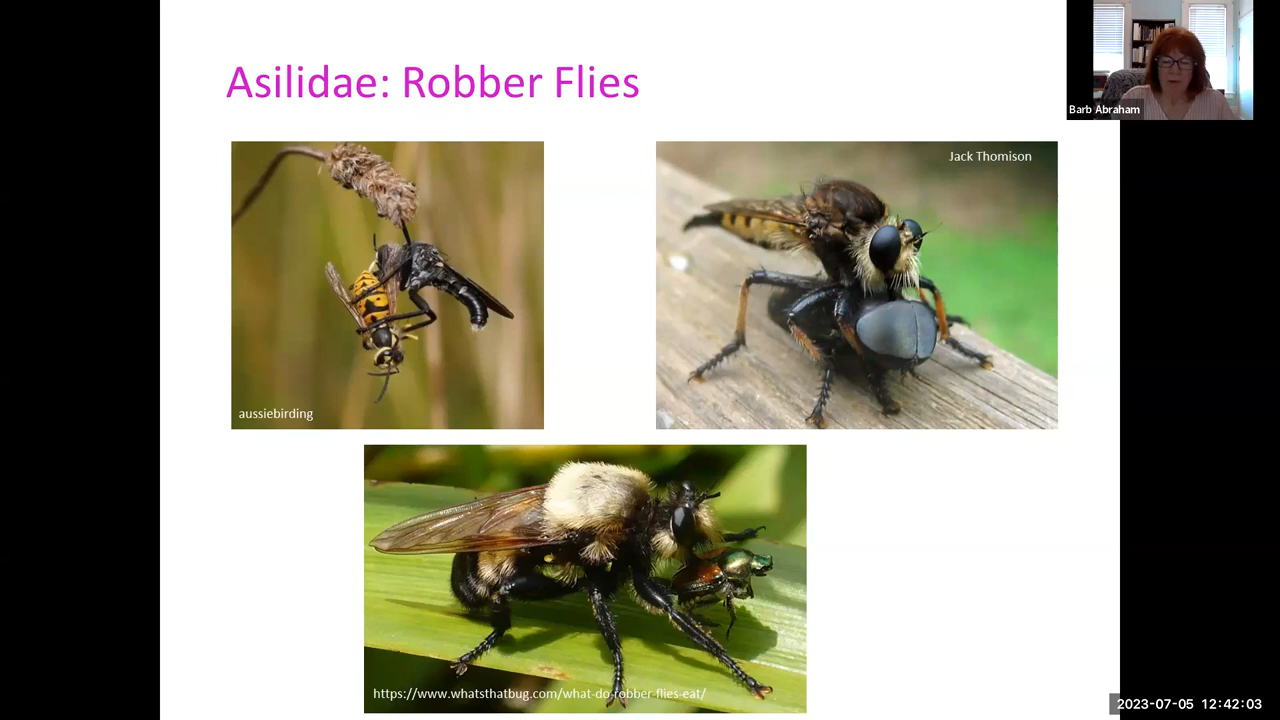 Asilidae: Robber Flies
Barb Abraham
Jack Thomison
aussiebirding
https://www.whatsthatbug.com/what-do-robber-flies-eat/
2023-07-05 12:42:03